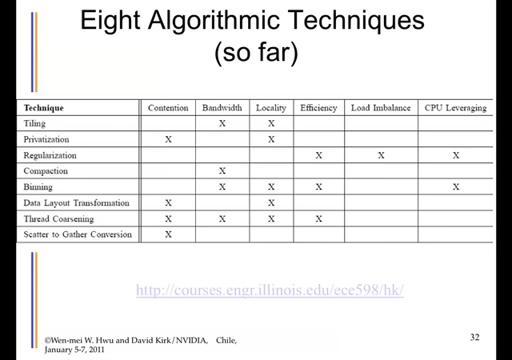 Eight Algorithmic Techniques
(so far)
Technique Contention Bandwidth Locality Efficiency Load Imbalance CPU Leveraging
Tiling X X
Privatization X X
Regularization X X X
Compaction X
Binning X X X X
Data Layout Transformation X X
Thread Coarsening X X X X
Scatter to Gather Conversion X
http://courses.engr.illinois.edu/ece598/hk/
©Wen-mei W. Hwu and David Kirk/NVIDIA, Chile,
January 5-7, 2011
32